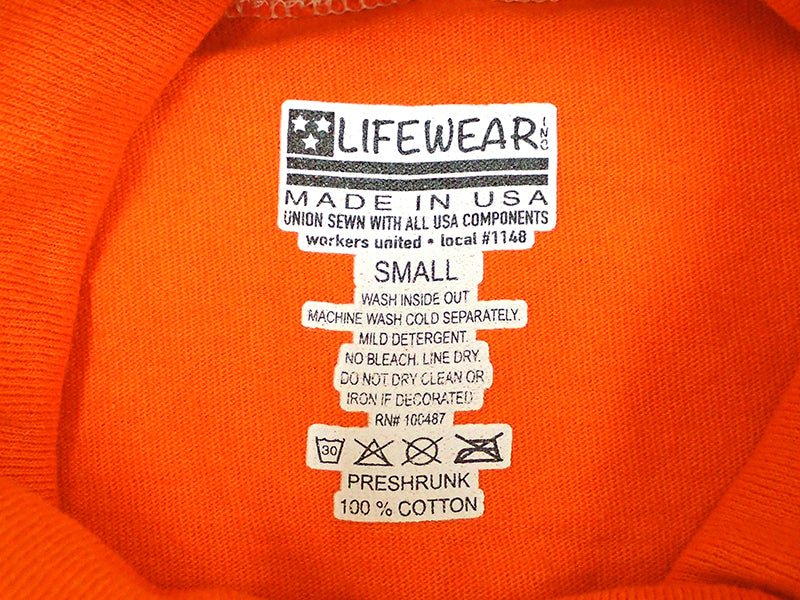 LIFEWEAR INC.
MADE IN USA
UNION SEWN WITH ALL USA COMPONENTS
workers united • local #1148
SMALL
WASH INSIDE OUT
MACHINE WASH COLD SEPARATELY.
MILD DETERGENT.
NO BLEACH. LINE DRY.
DO NOT DRY CLEAN OR
IRON IF DECORATED
RN# 100487
30
PRESHRUNK
100 % COTTON